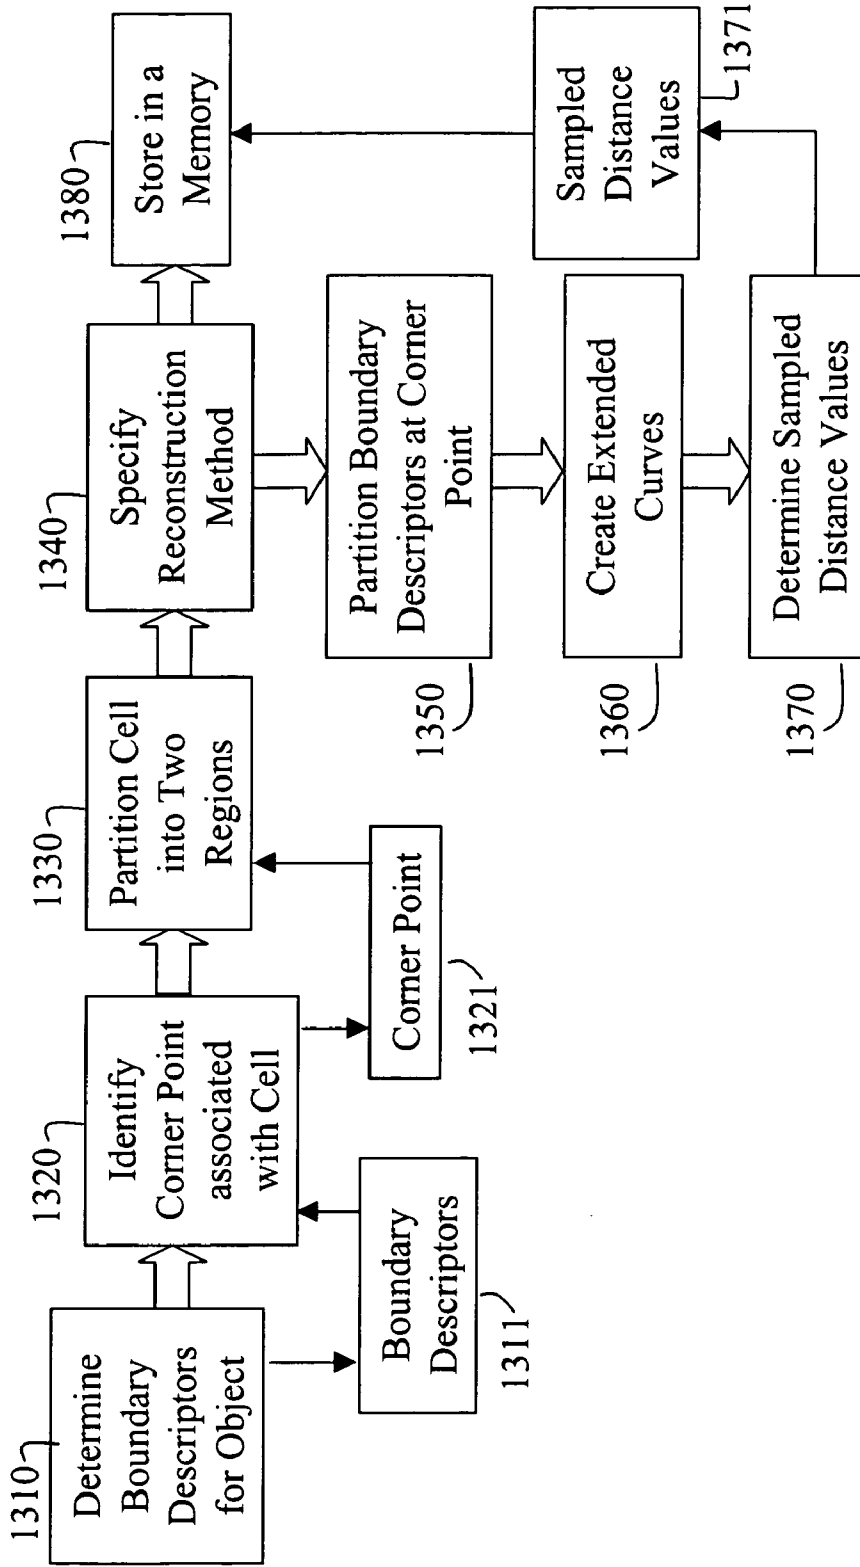 1310
Determine
Boundary
Descriptors
for Object
Boundary
Descriptors
1311
1320
Identify
Corner Point
associated
with Cell
Corner Point
1321
1330
Partition Cell
into Two
Regions
1340
Specify
Reconstruction
Method
1380
Store in a
Memory
Partition Boundary
Descriptors at Corner
Point
1350
Create Extended
Curves
1360
Determine Sampled
Distance Values
1370
Sampled
Distance
Values
1371